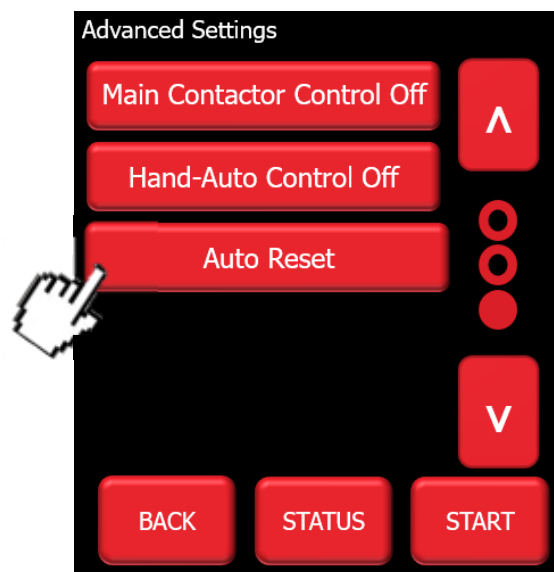 Advanced Settings
Main Contactor Control Off
Hand-Auto Control Off
Auto Reset
BACK
STATUS
START